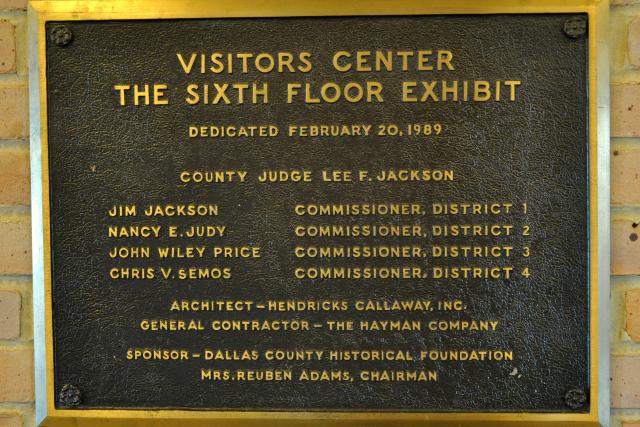 VISITORS CENTER
THE SIXTH FLOOR EXHIBIT
DEDICATED FEBRUARY 20, 1989
COUNTY JUDGE LEE F. JACKSON
JIM JACKSON COMMISSIONER, DISTRICT 1
NANCY E. JUDY COMMISSIONER, DISTRICT 2
JOHN WILEY PRICE COMMISSIONER, DISTRICT 3
CHRIS V. SEMOS COMMISSIONER, DISTRICT 4
ARCHITECT – HENDRICKS CALLAWAY, INC.
GENERAL CONTRACTOR – THE HAYMAN COMPANY
SPONSOR – DALLAS COUNTY HISTORICAL FOUNDATION
MRS. REUBEN ADAMS, CHAIRMAN